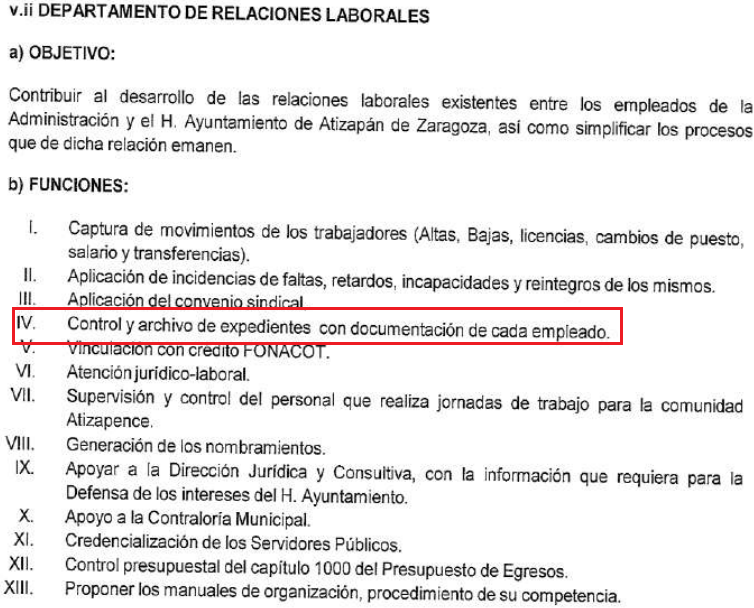 v.ii DEPARTAMENTO DE RELACIONES LABORALES
a) OBJETIVO:
Contribuir al desarrollo de las relaciones laborales existentes entre los empleados de la
Administración y el H. Ayuntamiento de Atizapán de Zaragoza, así como simplificar los procesos
que de dicha relación emanen.
b) FUNCIONES:
I. Captura de movimientos de los trabajadores (Altas, Bajas, licencias, cambios de puesto,
salario y transferencias).
II. Aplicación de incidencias de faltas, retardos, incapacidades y reintegros de los mismos.
III. Aplicación del convenio sindical
IV. Control y archivo de expedientes con documentación de cada empleado.
V. Vinculación con crédito FONACOT.
VI. Atención jurídico-laboral.
VII. Supervisión y control del personal que realiza jornadas de trabajo para la comunidad
Atizapence.
VIII. Generación de los nombramientos.
IX. Apoyar a la Dirección Jurídica y Consultiva, con la información que requiera para la
Defensa de los intereses del H. Ayuntamiento.
X. Apoyo a la Contraloría Municipal.
XI. Credencialización de los Servidores Públicos.
XII. Control presupuestal del capítulo 1000 del Presupuesto de Egresos.
XIII. Proponer los manuales de organización, procedimiento de su competencia.